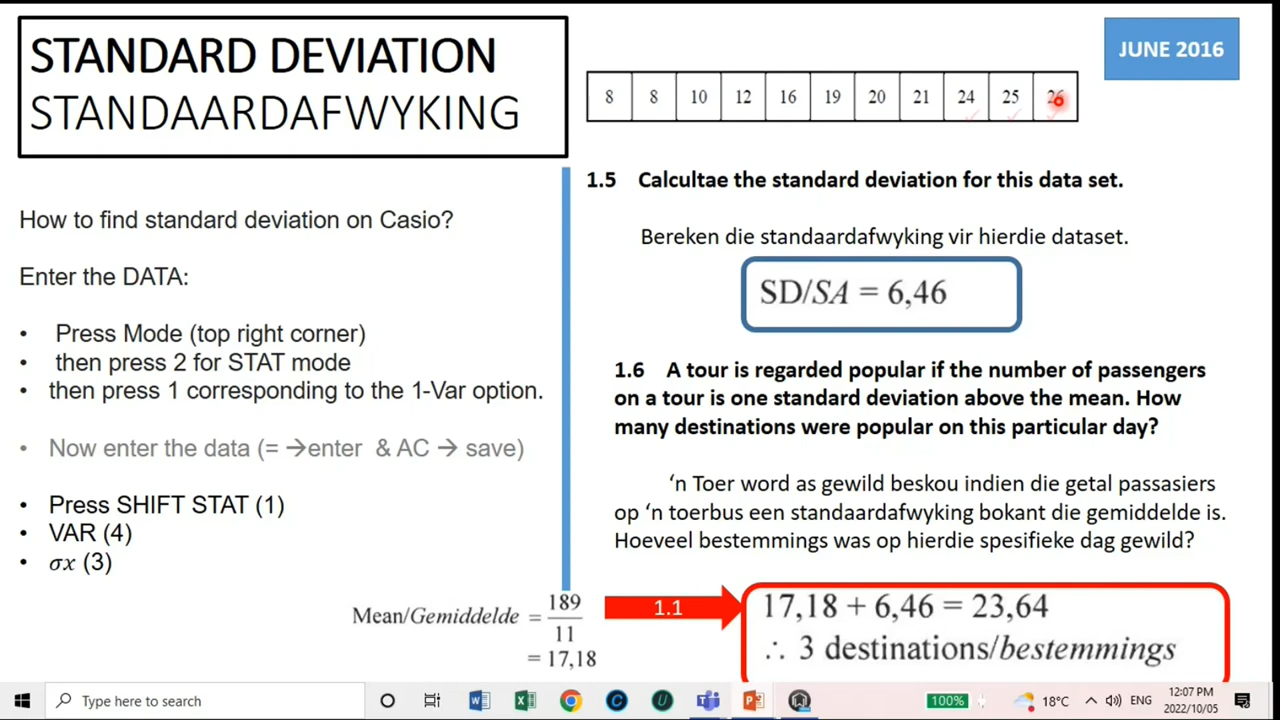 STANDARD DEVIATION
STANDAARDAFWYKING
JUNE 2016
8 8 10 12 16 19 20 21 24 25 26
How to find standard deviation on Casio?
Enter the DATA:
• Press Mode (top right corner)
• then press 2 for STAT mode
• then press 1 corresponding to the 1-Var option.
• Now enter the data (= →enter & AC → save)
• Press SHIFT STAT (1)
• VAR (4)
• σx (3)
Mean/Gemiddelde = 189/11
= 17,18
1.5 Calcultae the standard deviation for this data set.
Bereken die standaardafwyking vir hierdie dataset.
SD/SA = 6,46
1.6 A tour is regarded popular if the number of passengers
on a tour is one standard deviation above the mean. How
many destinations were popular on this particular day?
‘n Toer word as gewild beskou indien die getal passasiers
op ‘n toerbus een standaardafwyking bokant die gemiddelde is.
Hoeveel bestemmings was op hierdie spesifieke dag gewild?
1.1
17,18 + 6,46 = 23,64
∴ 3 destinations/bestemmings
Type here to search
100%
18°C
ENG
12:07 PM
2022/10/05